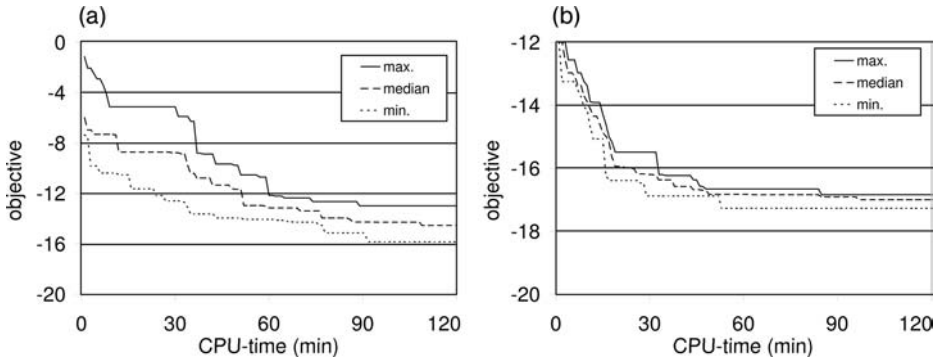 (a)
0
-4
-8
-12
-16
-20
objective
max.
median
min.
0
30
60
90
120
CPU-time (min)
(b)
-12
-14
-16
-18
-20
objective
max.
median
min.
0
30
60
90
120
CPU-time (min)